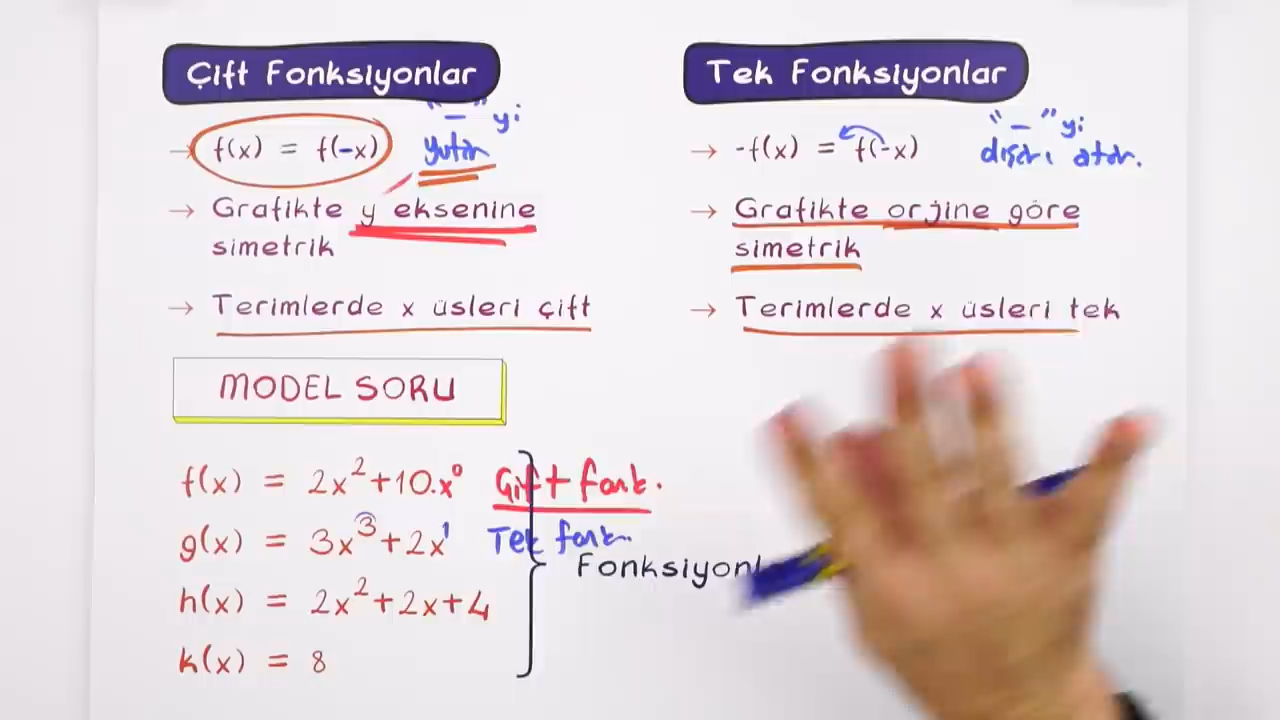 Çift Fonksiyonlar
→ f(x) = f(-x) "-" yi
yutar
→ Grafikte y eksenine
simetrik
→ Terimlerde x üsleri çift
Tek Fonksiyonlar
→ -f(x) = f(-x) "-" yi
dışarı atar.
→ Grafikte orjine göre
simetrik
→ Terimlerde x üsleri tek
MODEL SORU
f(x) = 2x²+10.x⁰ Çift fonk.
g(x) = 3x³+2x¹ Tek fonk.
h(x) = 2x²+2x+4
k(x) = 8